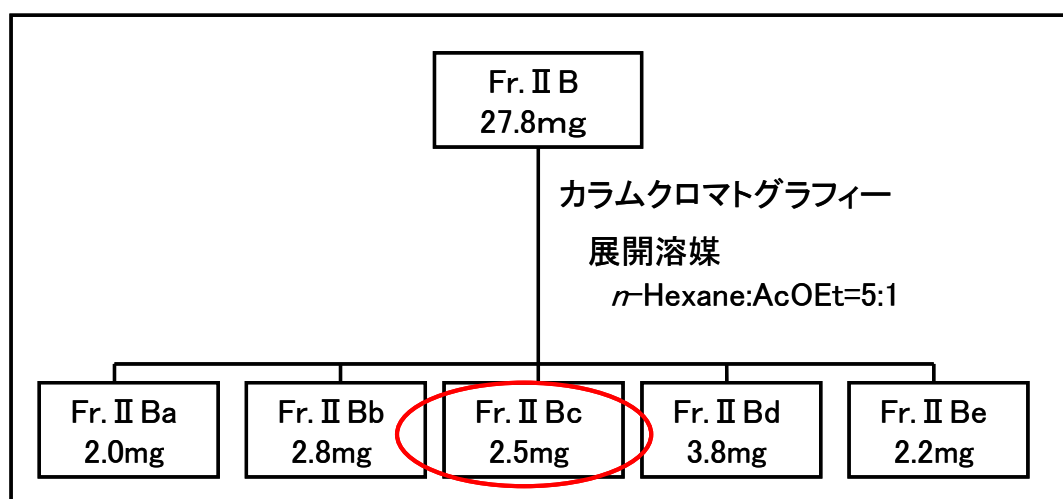 Fr.ⅡB
27.8mg
カラムクロマトグラフィー
展開溶媒
n-Hexane:AcOEt=5:1
Fr.ⅡBa
2.0mg
Fr.ⅡBb
2.8mg
Fr.ⅡBc
2.5mg
Fr.ⅡBd
3.8mg
Fr.ⅡBe
2.2mg